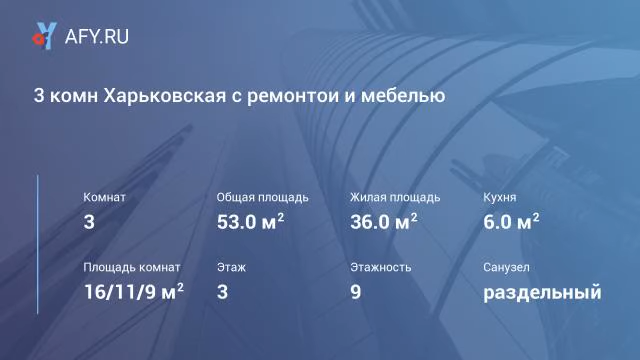 AFY.RU
3 комн Харьковская с ремонтои и мебелью
Комнат
Общая площадь
Жилая площадь
Кухня
3
53.0 м²
36.0 м²
6.0 м²
Площадь комнат
Этаж
Этажность
Санузел
16/11/9 м²
3
9
раздельный